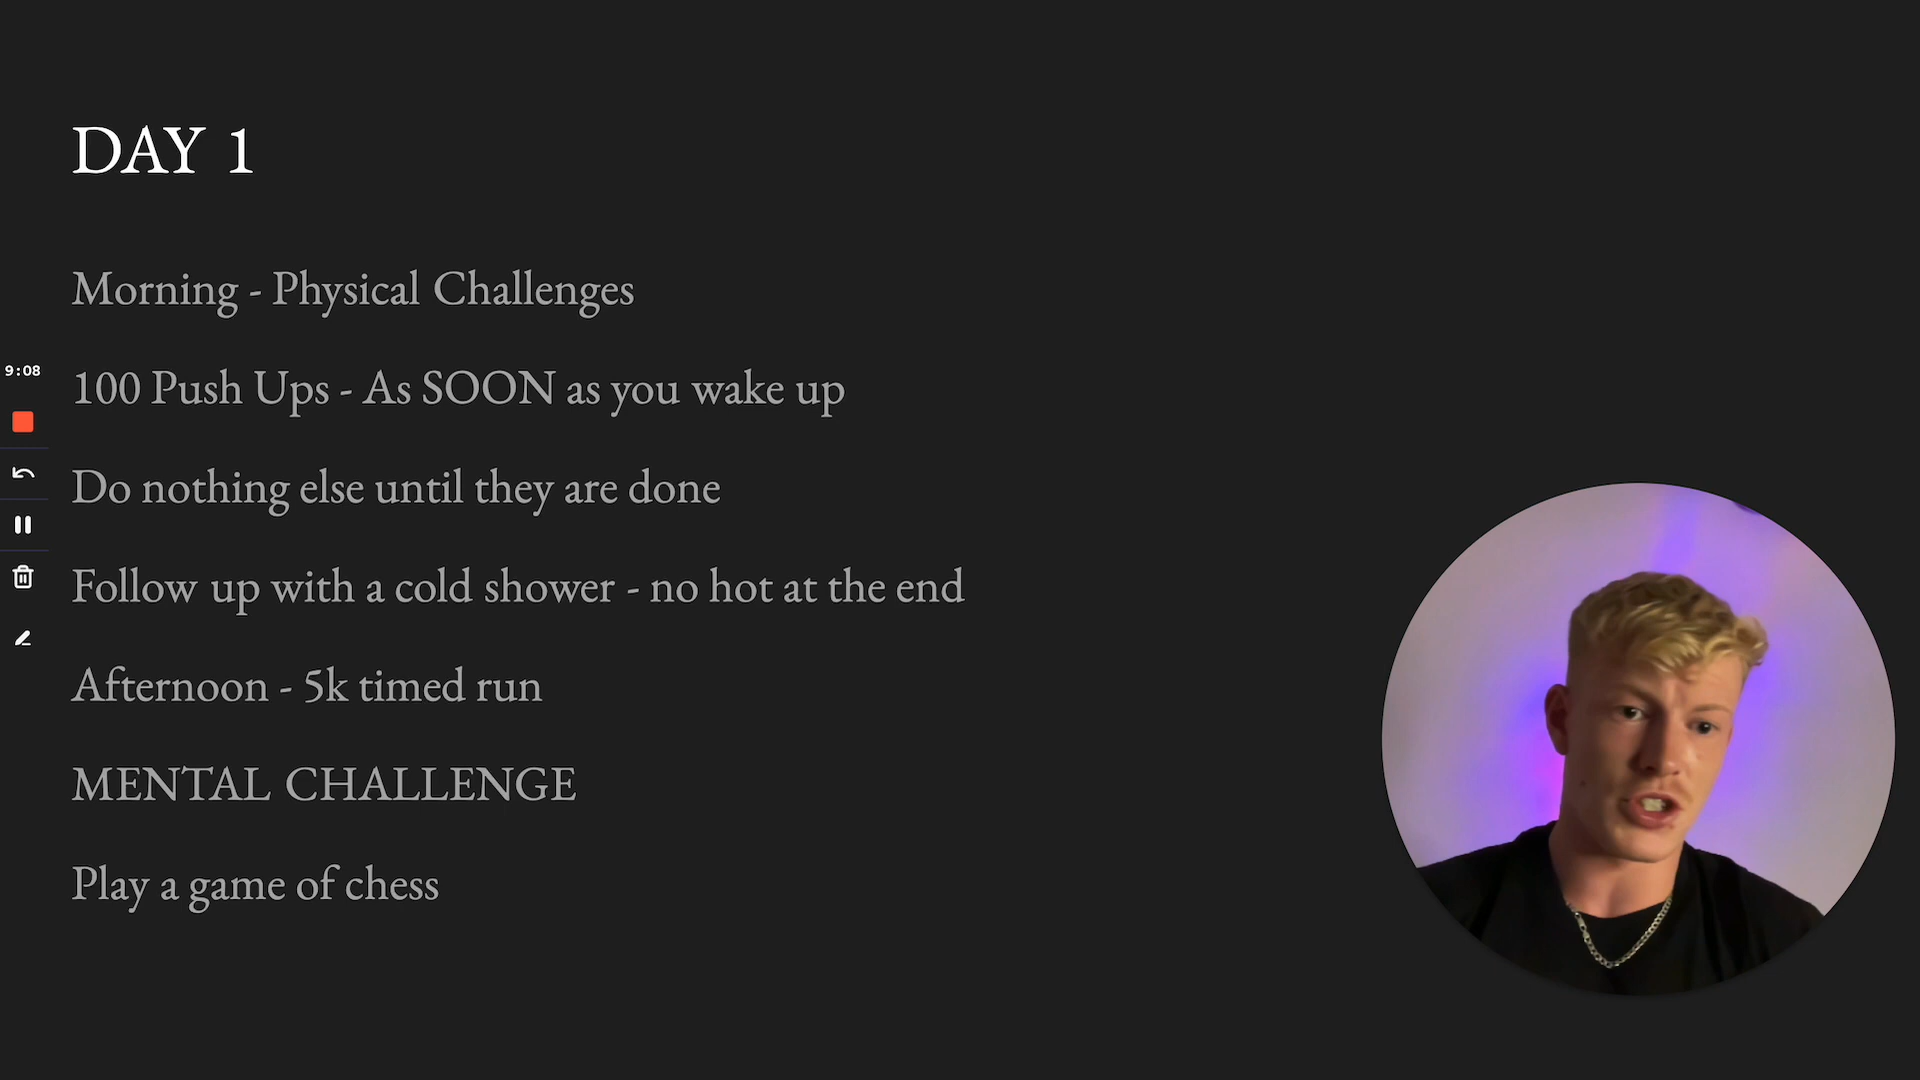 DAY 1
Morning - Physical Challenges
9:08
100 Push Ups - As SOON as you wake up
Do nothing else until they are done
Follow up with a cold shower - no hot at the end
Afternoon - 5k timed run
MENTAL CHALLENGE
Play a game of chess